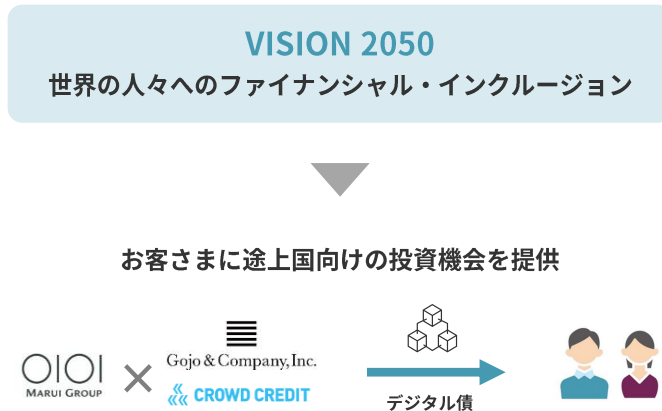 VISION 2050
世界の人々へのファイナンシャル・インクルージョン
お客さまに途上国向けの投資機会を提供
OIOI
MARUI GROUP
×
Gojo & Company, Inc.
CROWD CREDIT
デジタル債